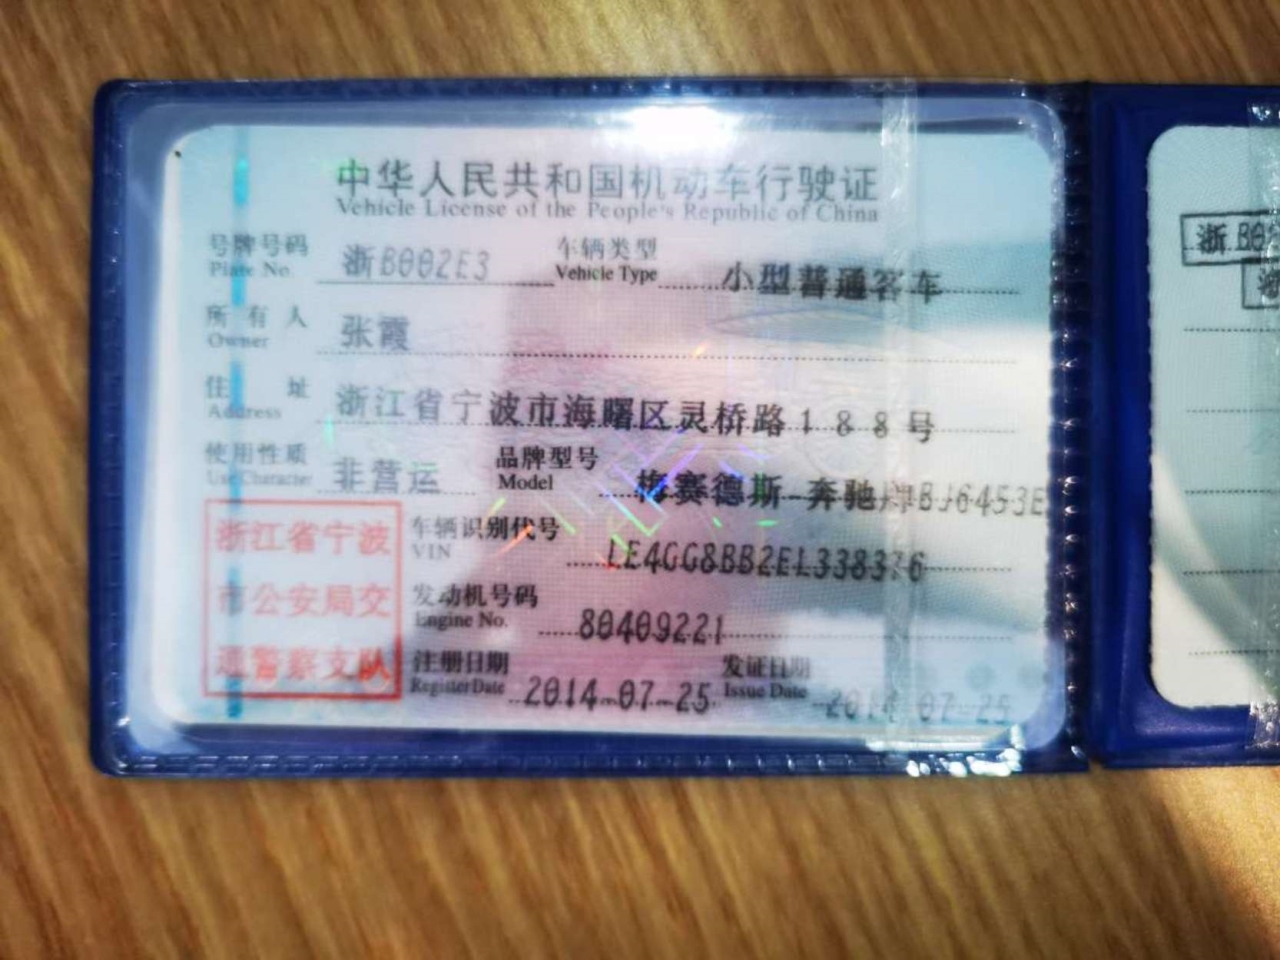 中华人民共和国机动车行驶证
Vehicle License of the People's Republic of China
号牌号码 浙B002E3 车辆类型 小型普通客车
Plate No. Vehicle Type
所有人 张霞
Owner
住址 浙江省宁波市海曙区灵桥路188号
Address
使用性质 非营运 品牌型号 梅赛德斯-奔驰牌BJ6453E
Use Character Model
浙江省宁波
市公安局交
通警察支队
车辆识别代号
VIN
发动机号码 80409221
Engine No.
注册日期 2014-07-25 发证日期 2014-07-25
Register Date Issue Date
浙B0